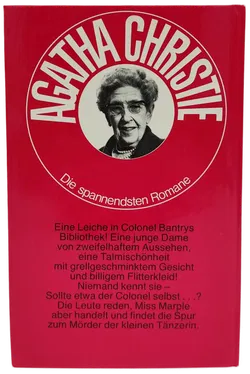 AGATHA CHRISTIE
Die spannendsten Romane
Eine Leiche in Colonel Bantrys
Bibliothek! Eine junge Dame
von zweifelhaftem Aussehen,
eine Talmischönheit
mit grellgeschminktem Gesicht
und billigem Flitterkleid!
Niemand kennt sie –
Sollte etwa der Colonel selbst . . .?
Die Leute reden, Miss Marple
aber handelt und findet die Spur
zum Mörder der kleinen Tänzerin.